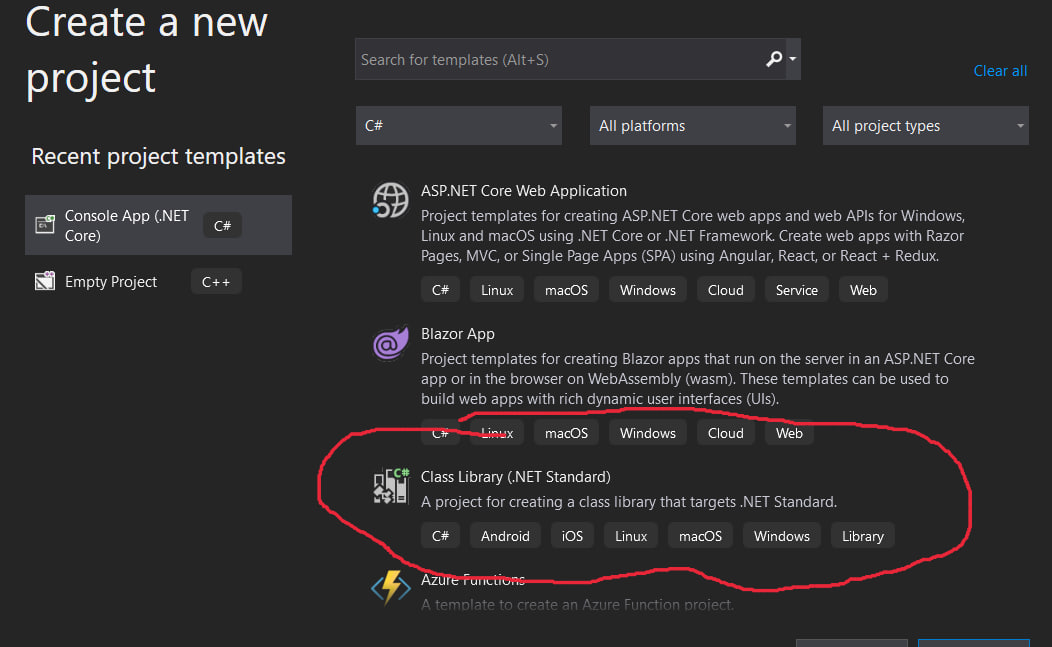 Create a new
project
Search for templates (Alt+S)
Clear all
C#
All platforms
All project types
Recent project templates
Console App (.NET
Core)
C#
Empty Project
C++
ASP.NET Core Web Application
Project templates for creating ASP.NET Core web apps and web APIs for Windows,
Linux and macOS using .NET Core or .NET Framework. Create web apps with Razor
Pages, MVC, or Single Page Apps (SPA) using Angular, React, or React + Redux.
C# Linux macOS Windows Cloud Service Web
Blazor App
Project templates for creating Blazor apps that run on the server in an ASP.NET Core
app or in the browser on WebAssembly (wasm). These templates can be used to
build web apps with rich dynamic user interfaces (UIs).
C# Linux macOS Windows Cloud Web
Class Library (.NET Standard)
A project for creating a class library that targets .NET Standard.
C# Android iOS Linux macOS Windows Library
Azure Functions
A template to create an Azure Function project.